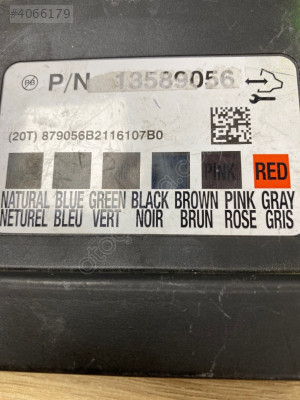 #4066179
P/N 13589056
(20T) 879056B2116107B0
PINK RED
NATURAL BLUE GREEN BLACK BROWN PINK GRAY
NETUREL BLEU VERT NOIR BRUN ROSE GRIS